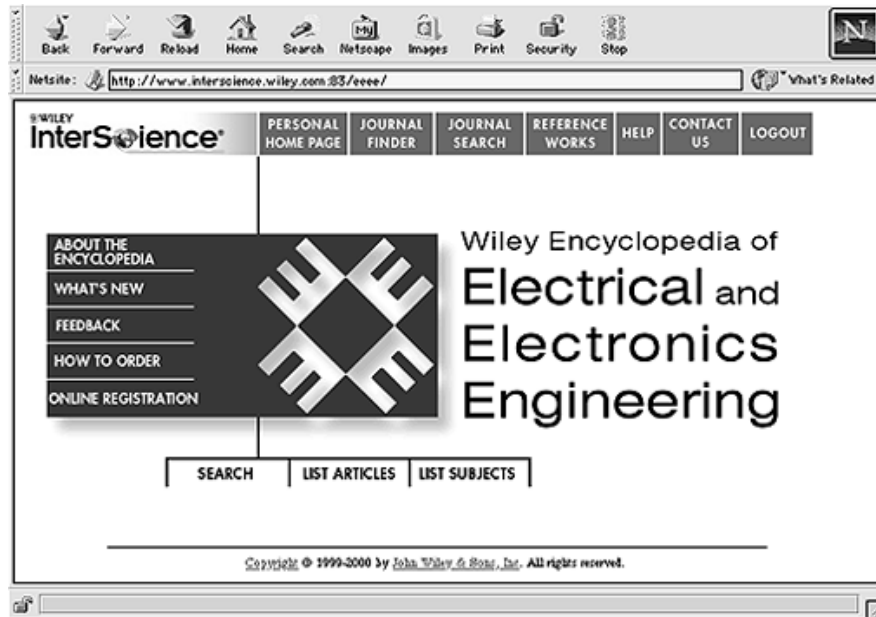 Back Forward Reload Home Search Netscape Images Print Security Stop
My
N
Netsite: http://www.interscience.wiley.com:83/eeee/ What's Related
WILEY
InterScience®
PERSONAL HOME PAGE
JOURNAL FINDER
JOURNAL SEARCH
REFERENCE WORKS
HELP
CONTACT US
LOGOUT
ABOUT THE
ENCYCLOPEDIA
WHAT'S NEW
FEEDBACK
HOW TO ORDER
ONLINE REGISTRATION
Wiley Encyclopedia of
Electrical and
Electronics
Engineering
SEARCH LIST ARTICLES LIST SUBJECTS
Copyright © 1999-2000 by John Wiley & Sons, Inc. All rights reserved.